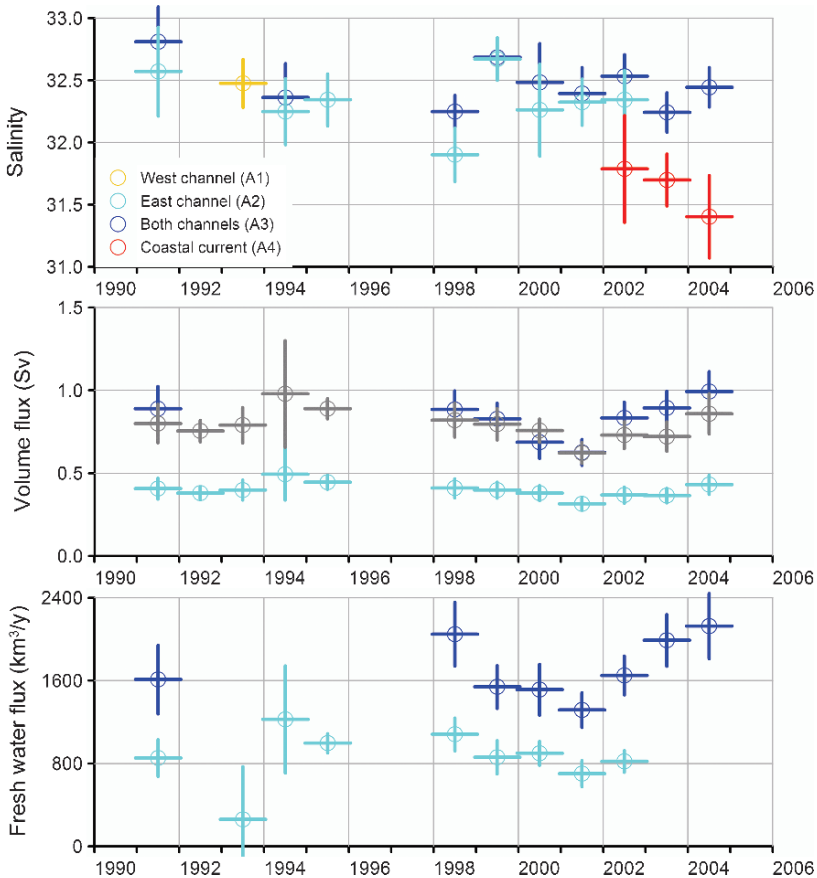 Salinity
33.0
32.5
32.0
31.5
31.0
West channel (A1)
East channel (A2)
Both channels (A3)
Coastal current (A4)
1990 1992 1994 1996 1998 2000 2002 2004 2006
Volume flux (Sv)
1.5
1.0
0.5
0.0
1990 1992 1994 1996 1998 2000 2002 2004 2006
Fresh water flux (km³/y)
2400
1600
800
0
1990 1992 1994 1996 1998 2000 2002 2004 2006